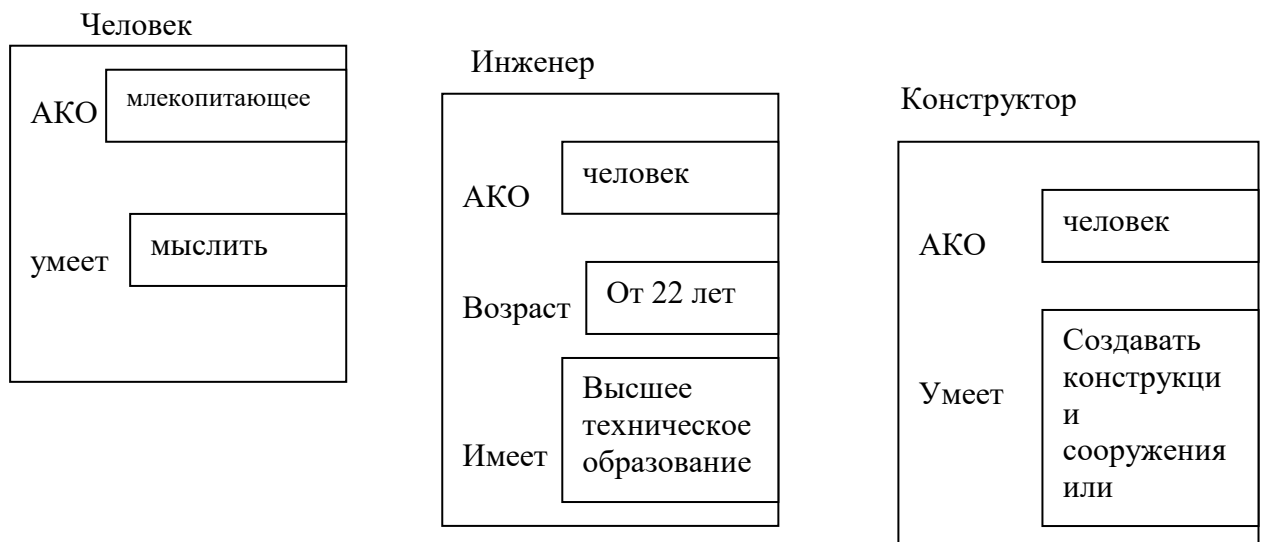 Человек
АКО
млекопитающее
умеет
мыслить
Инженер
АКО
человек
Возраст
От 22 лет
Имеет
Высшее
техническое
образование
Конструктор
АКО
человек
Умеет
Создавать
конструкци
и
сооружения
или